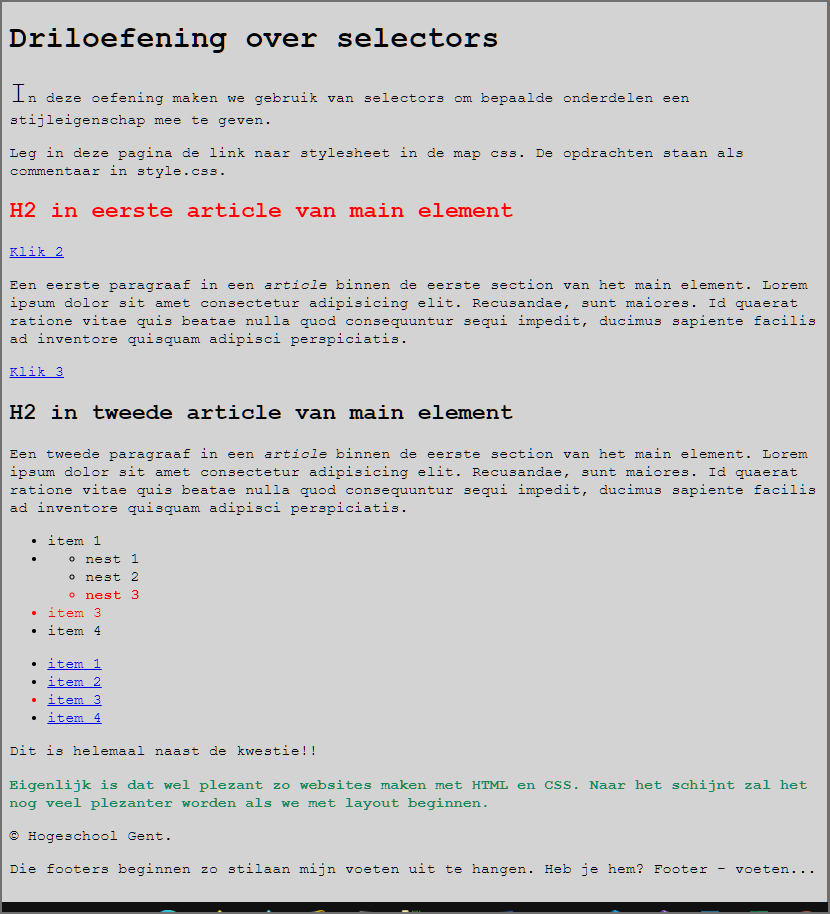 Driloefening over selectors
In deze oefening maken we gebruik van selectors om bepaalde onderdelen een
stijleigenschap mee te geven.
Leg in deze pagina de link naar stylesheet in de map css. De opdrachten staan als
commentaar in style.css.
H2 in eerste article van main element
Klik 2
Een eerste paragraaf in een article binnen de eerste section van het main element. Lorem
ipsum dolor sit amet consectetur adipisicing elit. Recusandae, sunt maiores. Id quaerat
ratione vitae quis beatae nulla quod consequuntur sequi impedit, ducimus sapiente facilis
ad inventore quisquam adipisci perspiciatis.
Klik 3
H2 in tweede article van main element
Een tweede paragraaf in een article binnen de eerste section van het main element. Lorem
ipsum dolor sit amet consectetur adipisicing elit. Recusandae, sunt maiores. Id quaerat
ratione vitae quis beatae nulla quod consequuntur sequi impedit, ducimus sapiente facilis
ad inventore quisquam adipisci perspiciatis.
• item 1
• ◦ nest 1
◦ nest 2
◦ nest 3
• item 3
• item 4
• item 1
• item 2
• item 3
• item 4
Dit is helemaal naast de kwestie!!
Eigenlijk is dat wel plezant zo websites maken met HTML en CSS. Naar het schijnt zal het
nog veel plezanter worden als we met layout beginnen.
© Hogeschool Gent.
Die footers beginnen zo stilaan mijn voeten uit te hangen. Heb je hem? Footer - voeten...